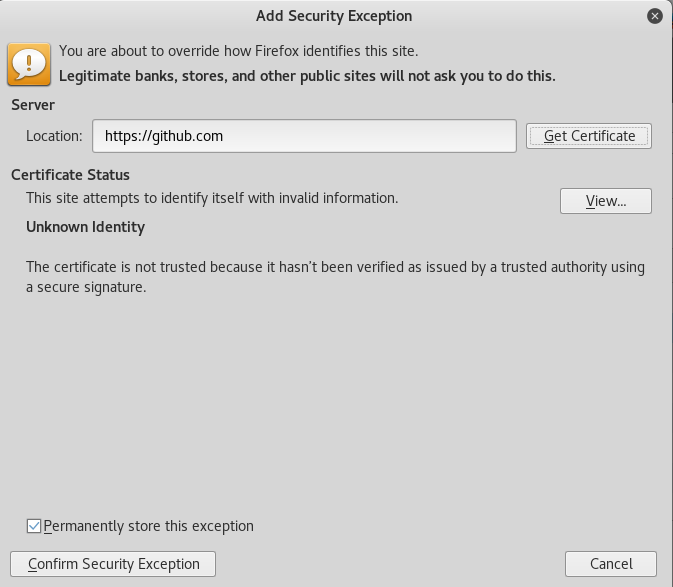 Add Security Exception
You are about to override how Firefox identifies this site.
Legitimate banks, stores, and other public sites will not ask you to do this.
Server
Location: https://github.com Get Certificate
Certificate Status
This site attempts to identify itself with invalid information.
View...
Unknown Identity
The certificate is not trusted because it hasn't been verified as issued by a trusted authority using
a secure signature.
Permanently store this exception
Confirm Security Exception Cancel